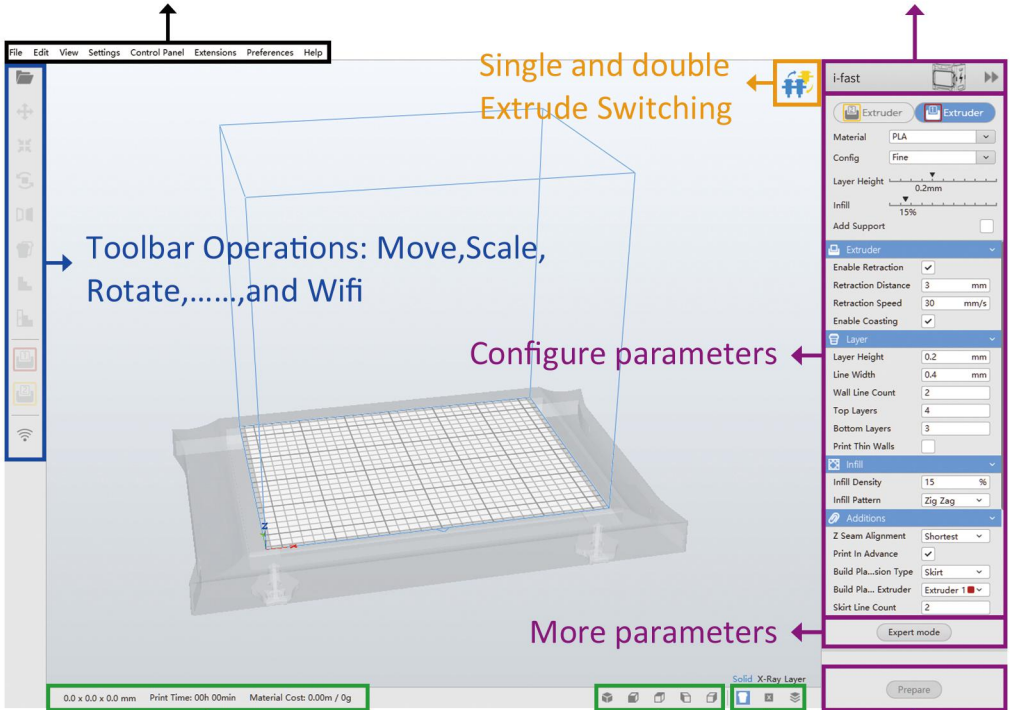 File Edit View Settings Control Panel Extensions Preferences Help
Single and double
Extrude Switching
i-fast
Extruder Extruder
Material PLA
Config Fine
Layer Height
0.2mm
Infill
15%
Add Support
Toolbar Operations: Move,Scale,
Rotate,......,and Wifi
Extruder
Enable Retraction
Retraction Distance 3 mm
Retraction Speed 30 mm/s
Enable Coasting
Configure parameters
Layer
Layer Height 0.2 mm
Line Width 0.4 mm
Wall Line Count 2
Top Layers 4
Bottom Layers 3
Print Thin Walls
Infill
Infill Density 15 %
Infill Pattern Zig Zag
Additions
Z Seam Alignment Shortest
Print In Advance
Build Pla...sion Type Skirt
Build Pla... Extruder Extruder 1
Skirt Line Count 2
Z
X
More parameters
Expert mode
Solid X-Ray Layer
0.0 x 0.0 x 0.0 mm Print Time: 00h 00min Material Cost: 0.00m / 0g
Prepare